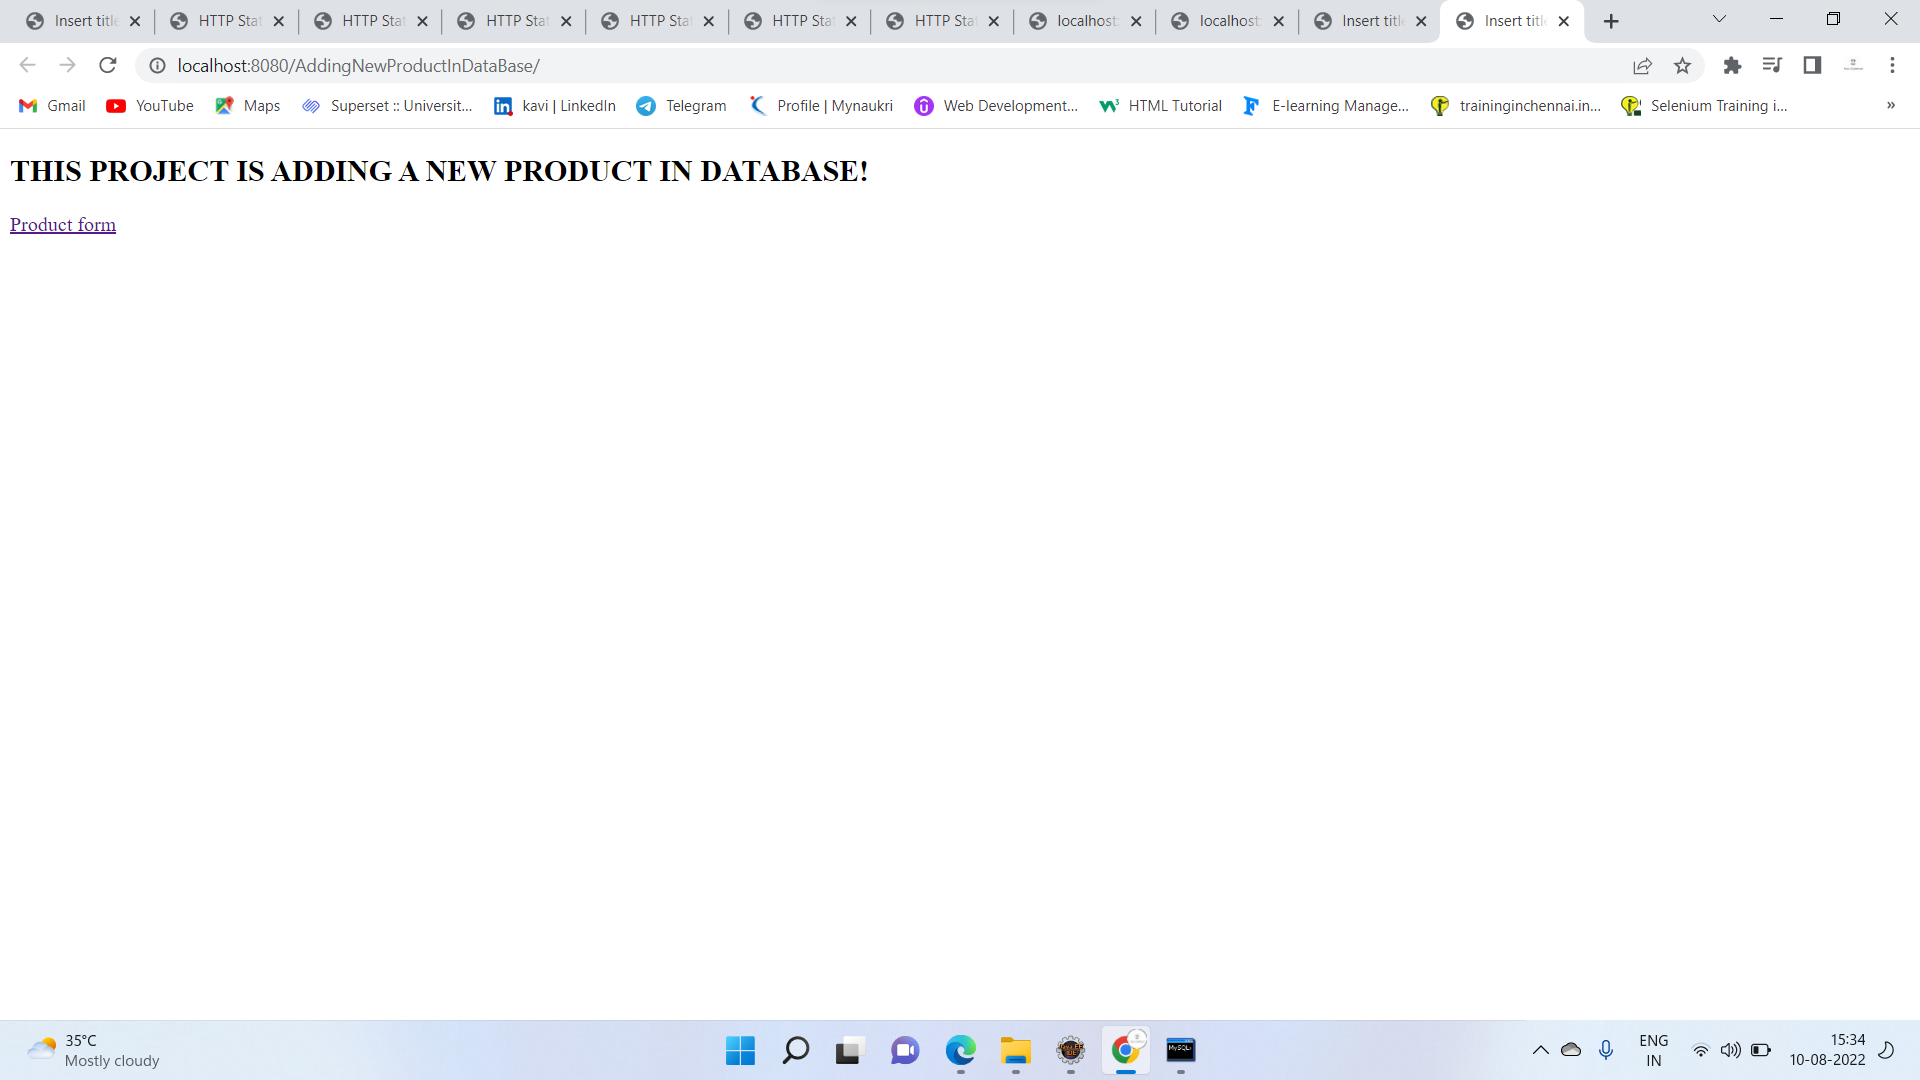 Insert title HTTP Stat HTTP Stat HTTP Stat HTTP Stat HTTP Stat HTTP Stat localhost: localhost: Insert title Insert title
localhost:8080/AddingNewProductInDataBase/
Gmail YouTube Maps Superset :: Universit... kavi | LinkedIn Telegram Profile | Mynaukri Web Development... HTML Tutorial E-learning Manage... traininginchennai.in... Selenium Training i... »
THIS PROJECT IS ADDING A NEW PRODUCT IN DATABASE!
Product form
35°C
Mostly cloudy
MySQL
ENG
IN
15:34
10-08-2022